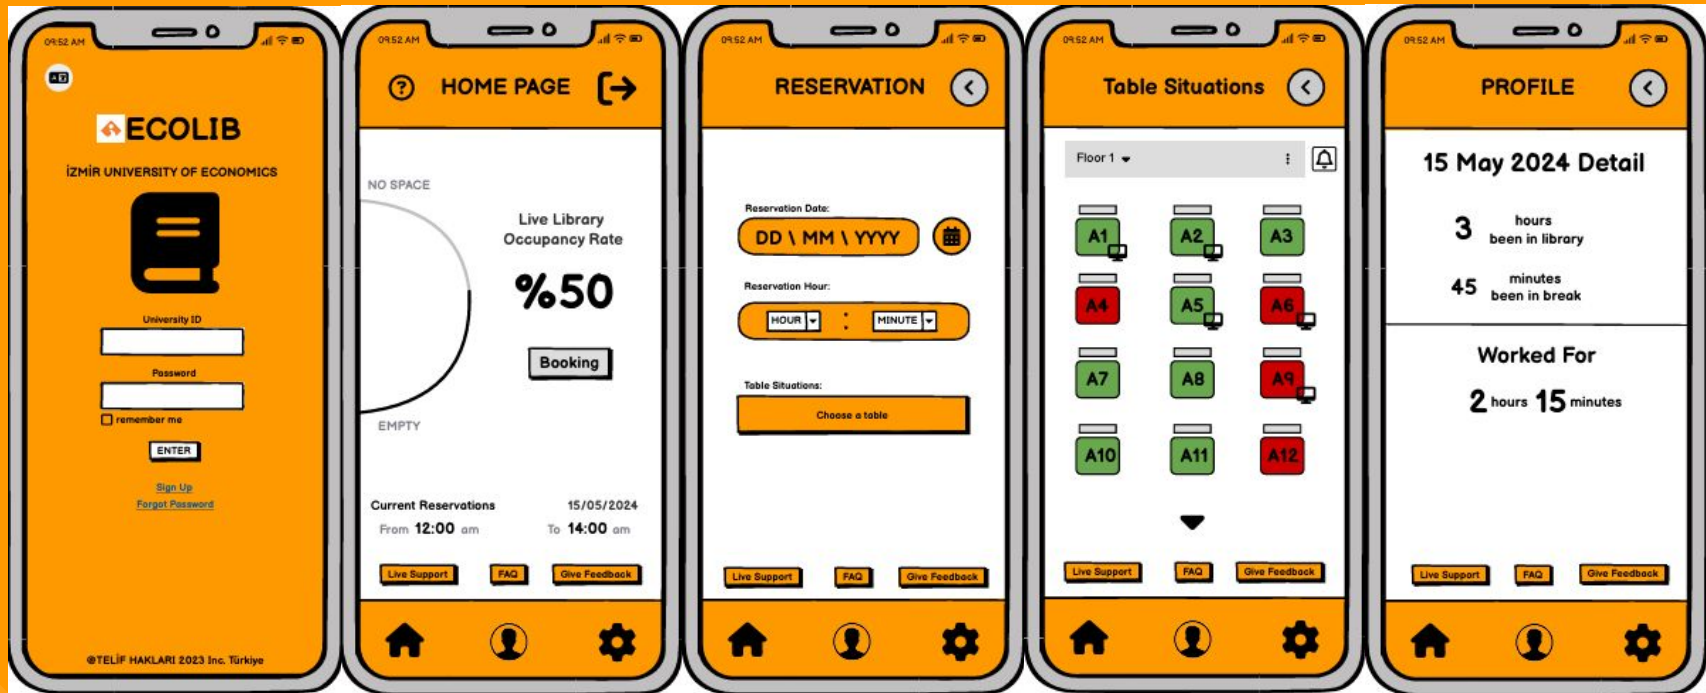 09:52 AM
ECOLIB
İZMİR UNIVERSITY OF ECONOMICS
University ID
Password
remember me
ENTER
Sign Up
Forgot Password
©TELİF HAKLARI 2023 Inc. Türkiye
09:52 AM
HOME PAGE
NO SPACE
Live Library
Occupancy Rate
%50
Booking
EMPTY
Current Reservations 15/05/2024
From 12:00 am To 14:00 am
Live Support FAQ Give Feedback
09:52 AM
RESERVATION
Reservation Date:
DD \ MM \ YYYY
Reservation Hour:
HOUR : MINUTE
Table Situations:
Choose a table
Live Support FAQ Give Feedback
09:52 AM
Table Situations
Floor 1
A1 A2 A3
A4 A5 A6
A7 A8 A9
A10 A11 A12
Live Support FAQ Give Feedback
09:52 AM
PROFILE
15 May 2024 Detail
3 hours
been in library
45 minutes
been in break
Worked For
2 hours 15 minutes
Live Support FAQ Give Feedback